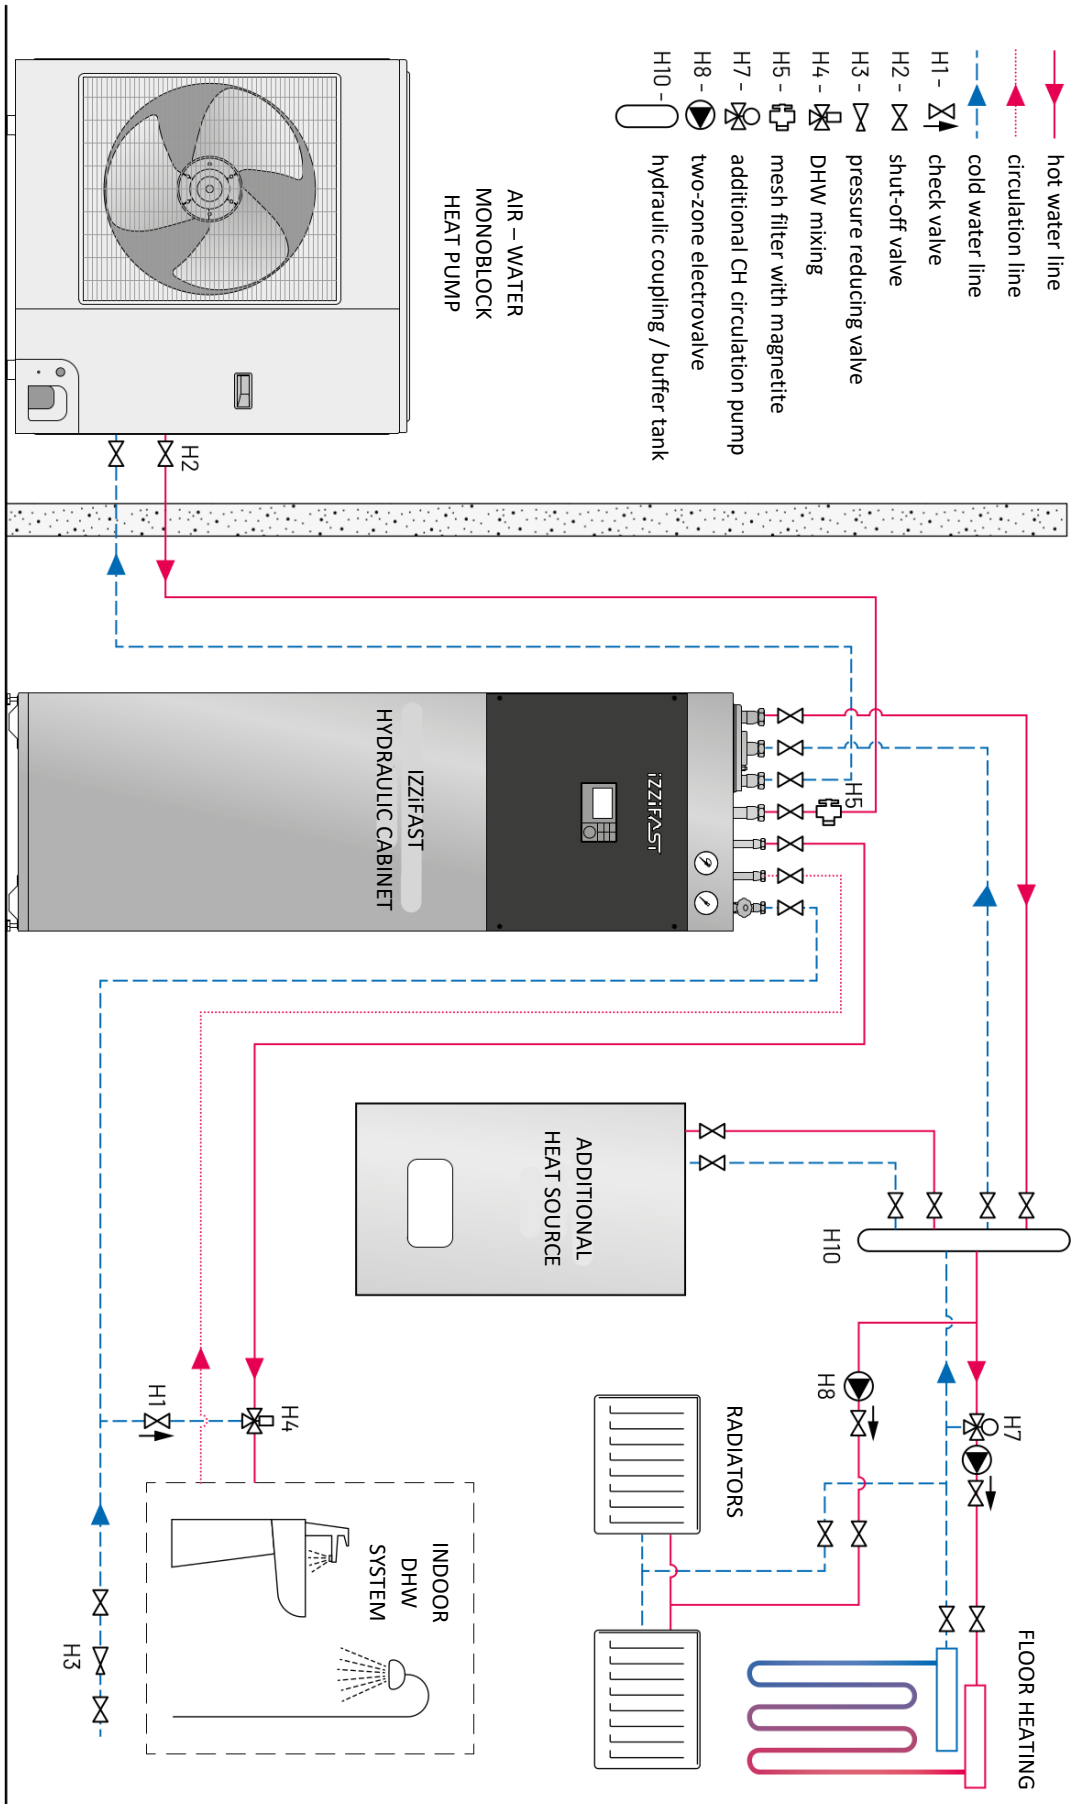 hot water line
circulation line
cold water line
H1 - check valve
H2 - shut-off valve
H3 - pressure reducing valve
H4 - DHW mixing
H5 - mesh filter with magnetite
H7 - additional CH circulation pump
H8 - two-zone electrovalve
H10 - hydraulic coupling / buffer tank
AIR – WATER
MONOBLOCK
HEAT PUMP
H2
H5
iZZiFAST
IZZiFAST
HYDRAULIC CABINET
ADDITIONAL
HEAT SOURCE
H10
H7
H8
RADIATORS
FLOOR HEATING
H4
H1
INDOOR
DHW
SYSTEM
H3